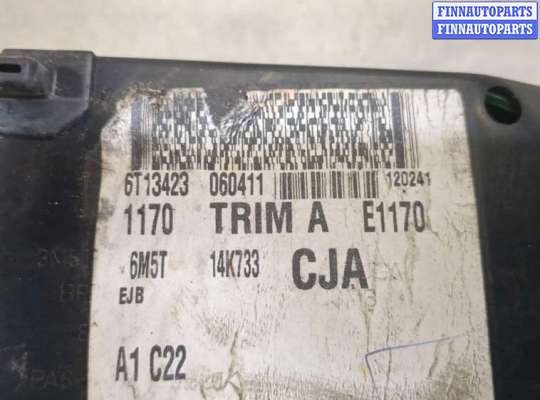 FINNAUTOPARTS
FINNAUTOPARTS
6T13423 060411 120241
1170 TRIM A E1170
6M5T 14K733 CJA
EJB
A1 C22